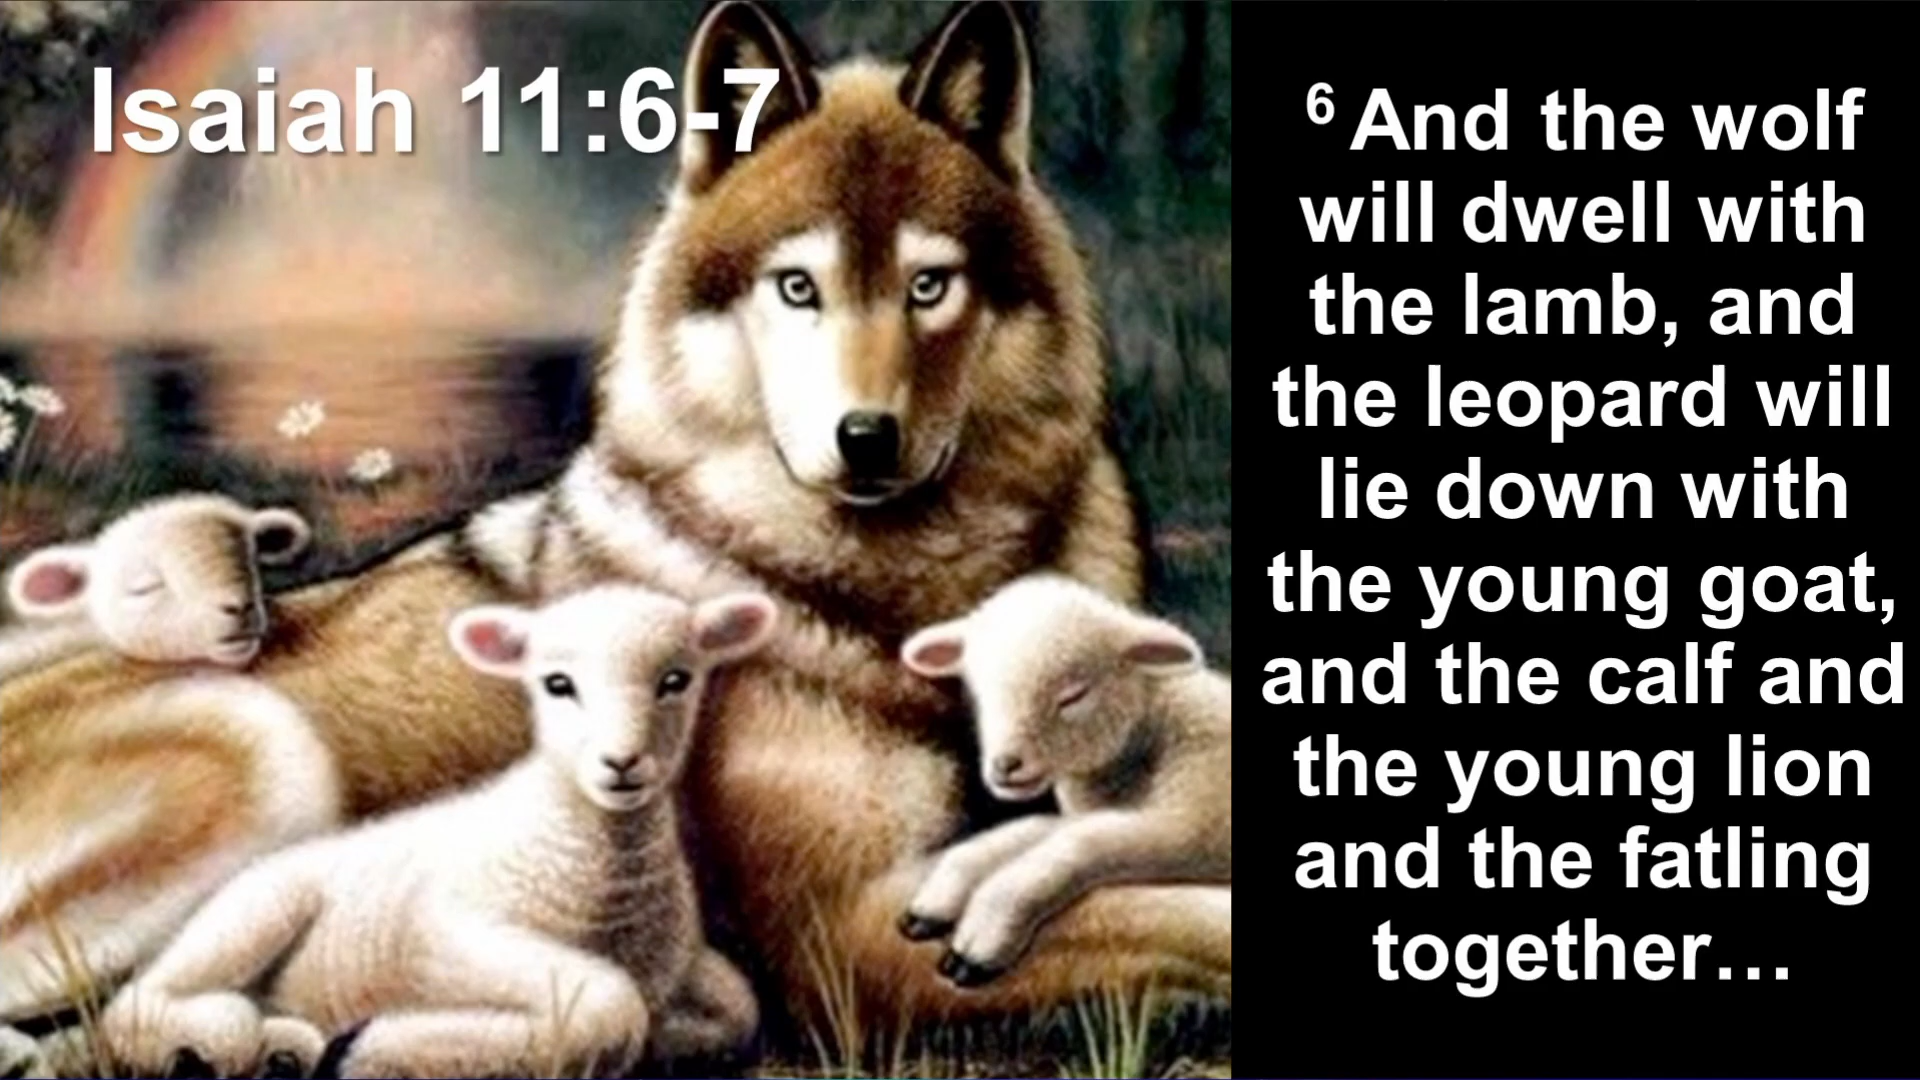 Isaiah 11:6-7
6 And the wolf
will dwell with
the lamb, and
the leopard will
lie down with
the young goat,
and the calf and
the young lion
and the fatling
together…